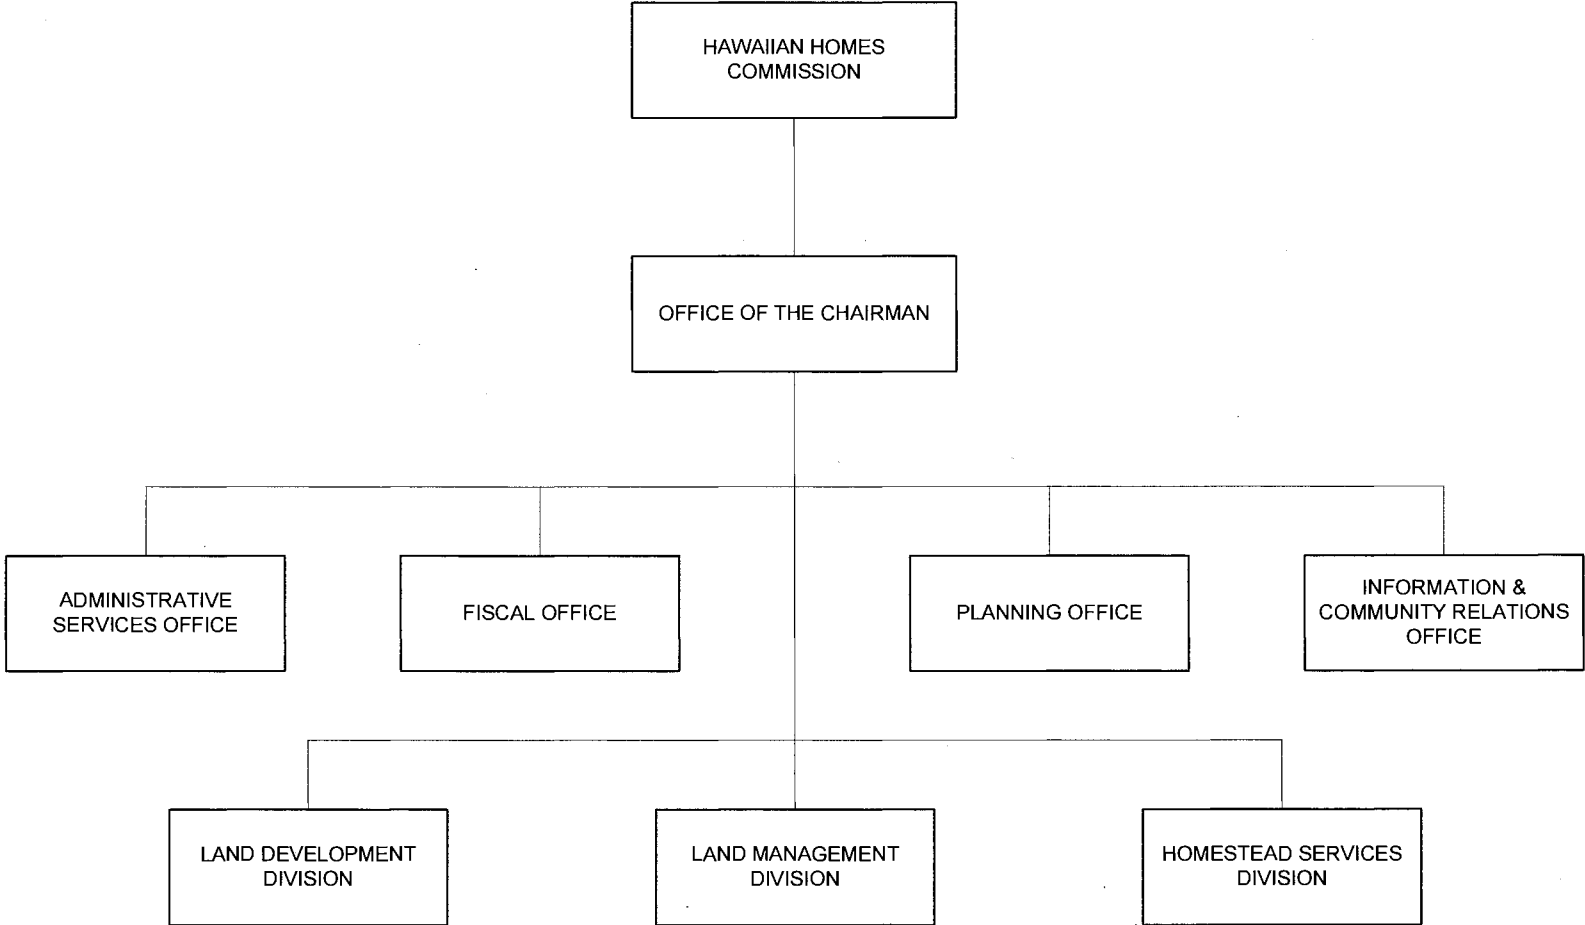 HAWAIIAN HOMES
COMMISSION
OFFICE OF THE CHAIRMAN
ADMINISTRATIVE
SERVICES OFFICE
FISCAL OFFICE
PLANNING OFFICE
INFORMATION &
COMMUNITY RELATIONS
OFFICE
LAND DEVELOPMENT
DIVISION
LAND MANAGEMENT
DIVISION
HOMESTEAD SERVICES
DIVISION